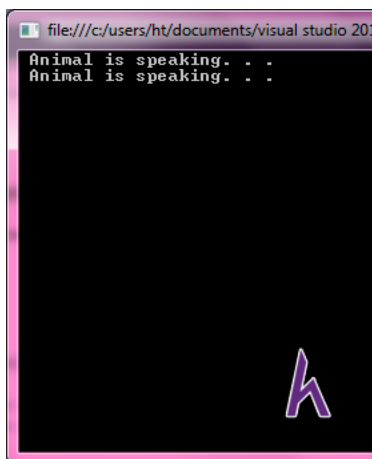 file:///c:/users/ht/documents/visual studio 201
Animal is speaking. . .
Animal is speaking. . .